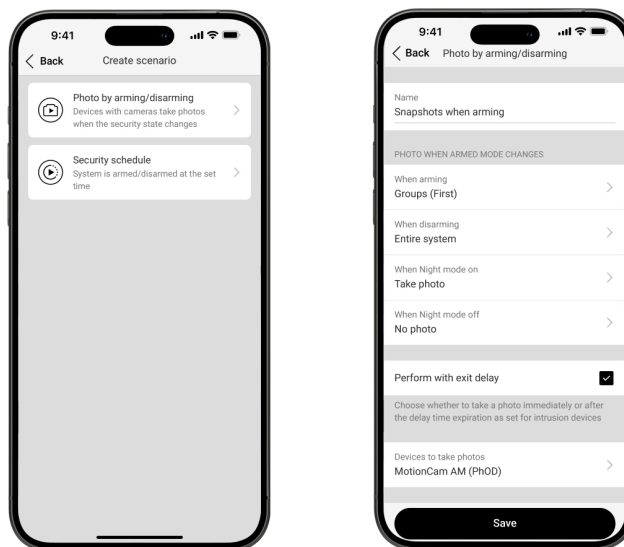 9:41
Back
Create scenario
Photo by arming/disarming
Devices with cameras take photos
when the security state changes
Security schedule
System is armed/disarmed at the set
time
9:41
Back
Photo by arming/disarming
Name
Snapshots when arming
PHOTO WHEN ARMED MODE CHANGES
When arming
Groups (First)
When disarming
Entire system
When Night mode on
Take photo
When Night mode off
No photo
Perform with exit delay
Choose whether to take a photo immediately or after
the delay time expiration as set for intrusion devices
Devices to take photos
MotionCam AM (PhOD)
Save